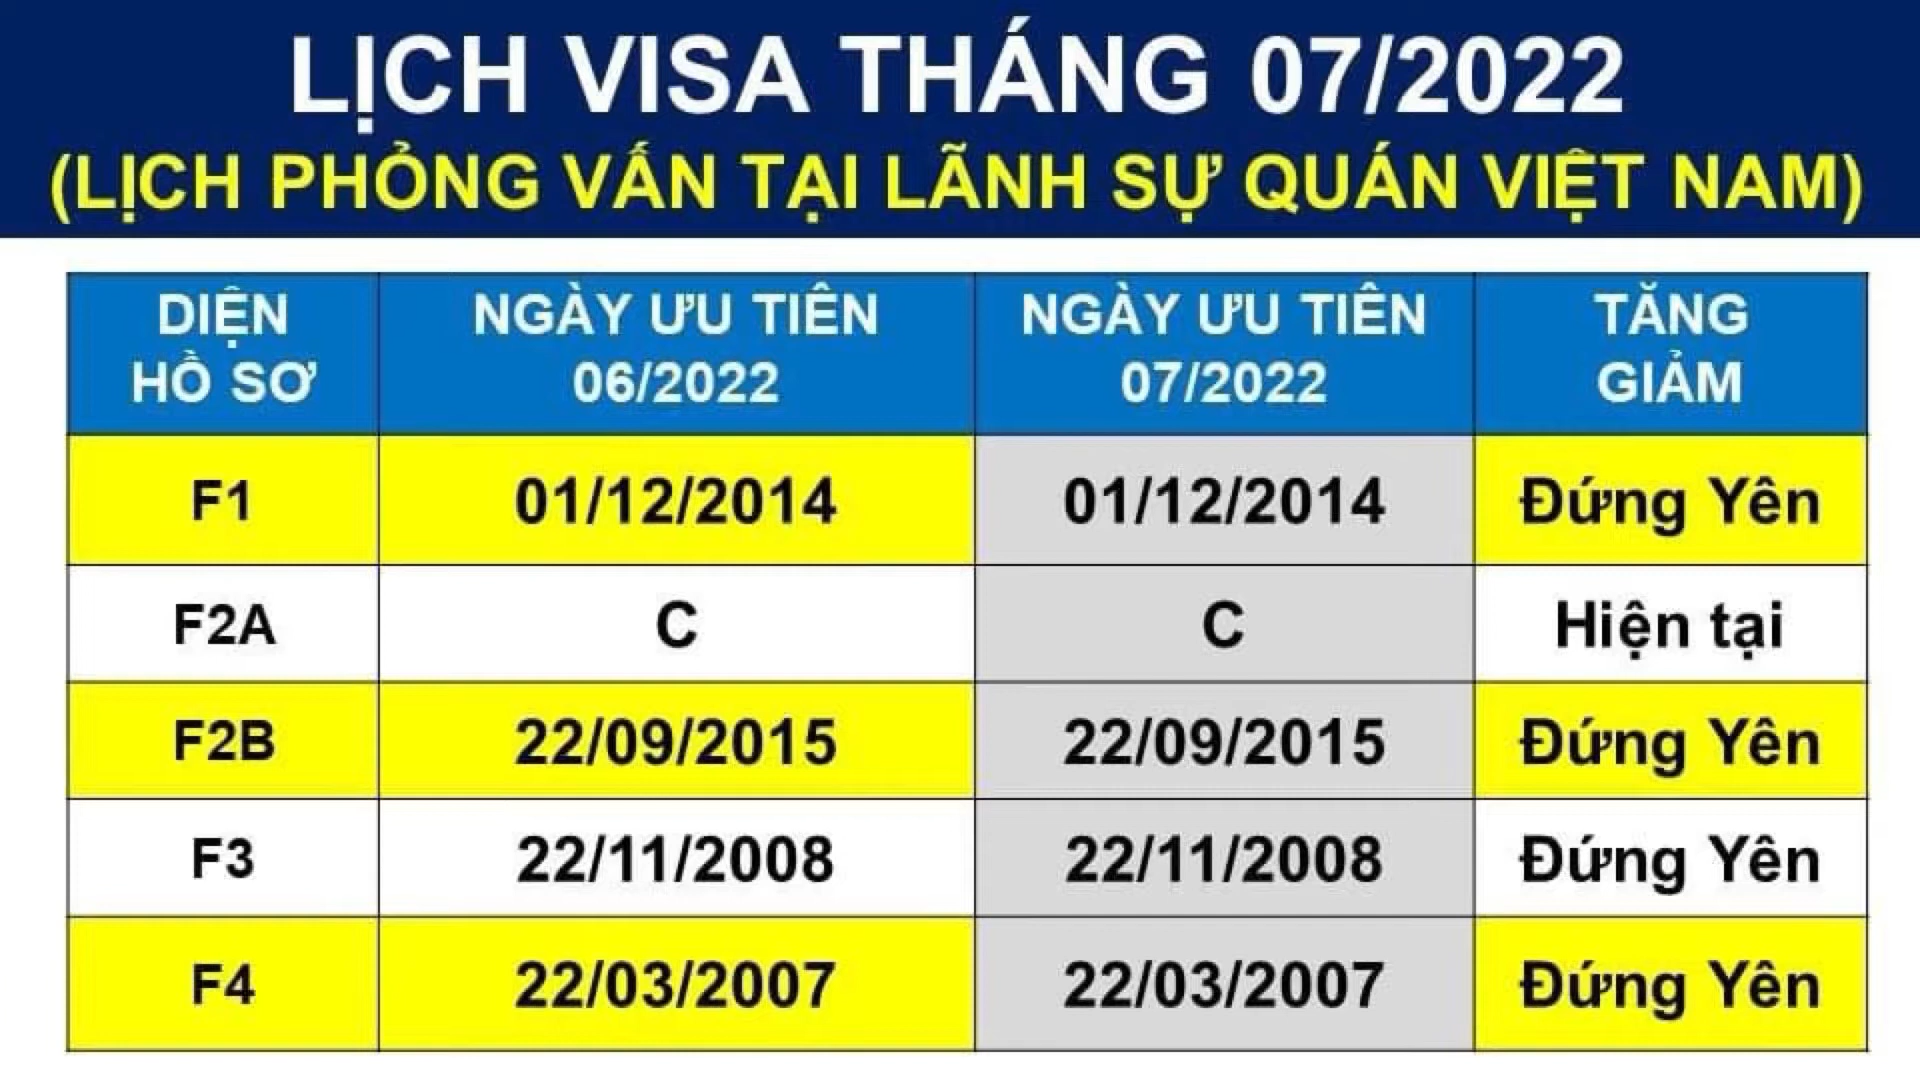 LỊCH VISA THÁNG 07/2022
(LỊCH PHỎNG VẤN TẠI LÃNH SỰ QUÁN VIỆT NAM)
DIỆN HỒ SƠ NGÀY ƯU TIÊN 06/2022 NGÀY ƯU TIÊN 07/2022 TĂNG GIẢM
F1 01/12/2014 01/12/2014 Đứng Yên
F2A C C Hiện tại
F2B 22/09/2015 22/09/2015 Đứng Yên
F3 22/11/2008 22/11/2008 Đứng Yên
F4 22/03/2007 22/03/2007 Đứng Yên